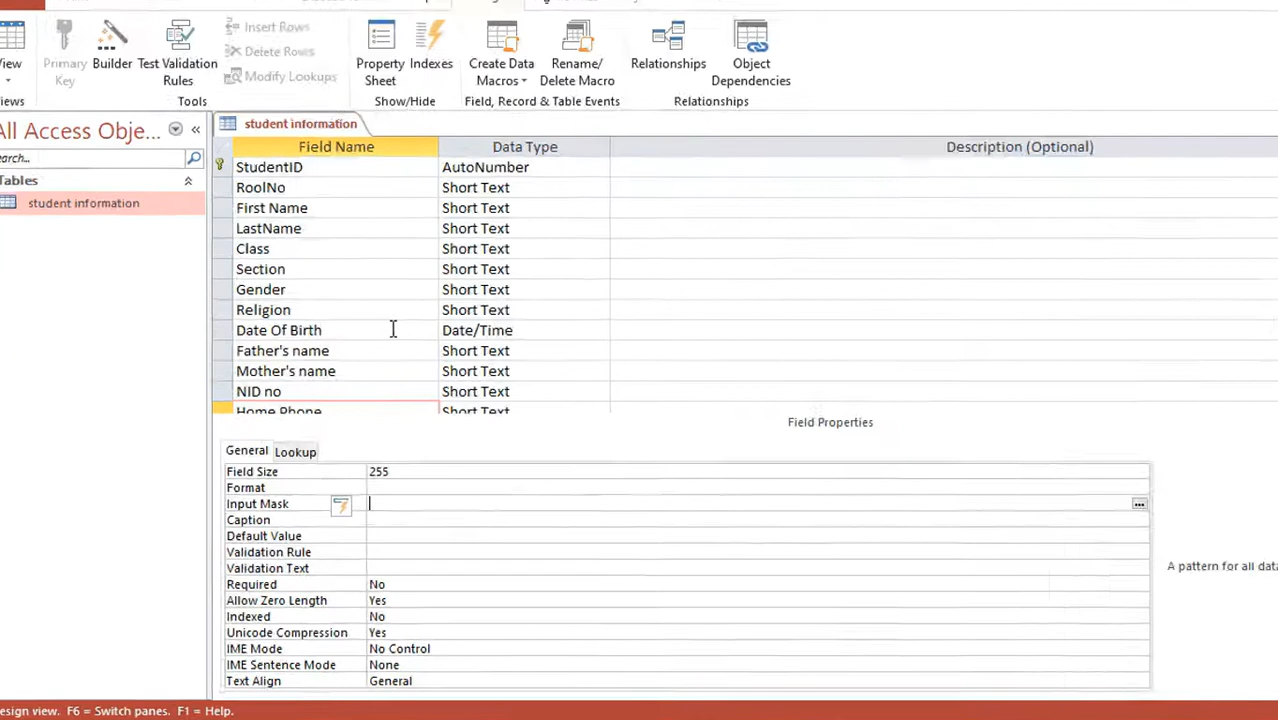 Insert Rows
Delete Rows
Modify Lookups
Primary
Key
Builder
Test Validation
Rules
Property
Sheet
Indexes
Create Data
Macros
Rename/
Delete Macro
Relationships
Object
Dependencies
Tools
Show/Hide
Field, Record & Table Events
Relationships
All Access Obje...
Tables
student information
student information
Field Name Data Type Description (Optional)
StudentID AutoNumber
RoolNo Short Text
First Name Short Text
LastName Short Text
Class Short Text
Section Short Text
Gender Short Text
Religion Short Text
Date Of Birth Date/Time
Father's name Short Text
Mother's name Short Text
NID no Short Text
Home Phone Short Text
Field Properties
General Lookup
Field Size 255
Format
Input Mask
Caption
Default Value
Validation Rule
Validation Text
Required No
Allow Zero Length Yes
Indexed No
Unicode Compression Yes
IME Mode No Control
IME Sentence Mode None
Text Align General
A pattern for all data
esign view. F6 = Switch panes. F1 = Help.